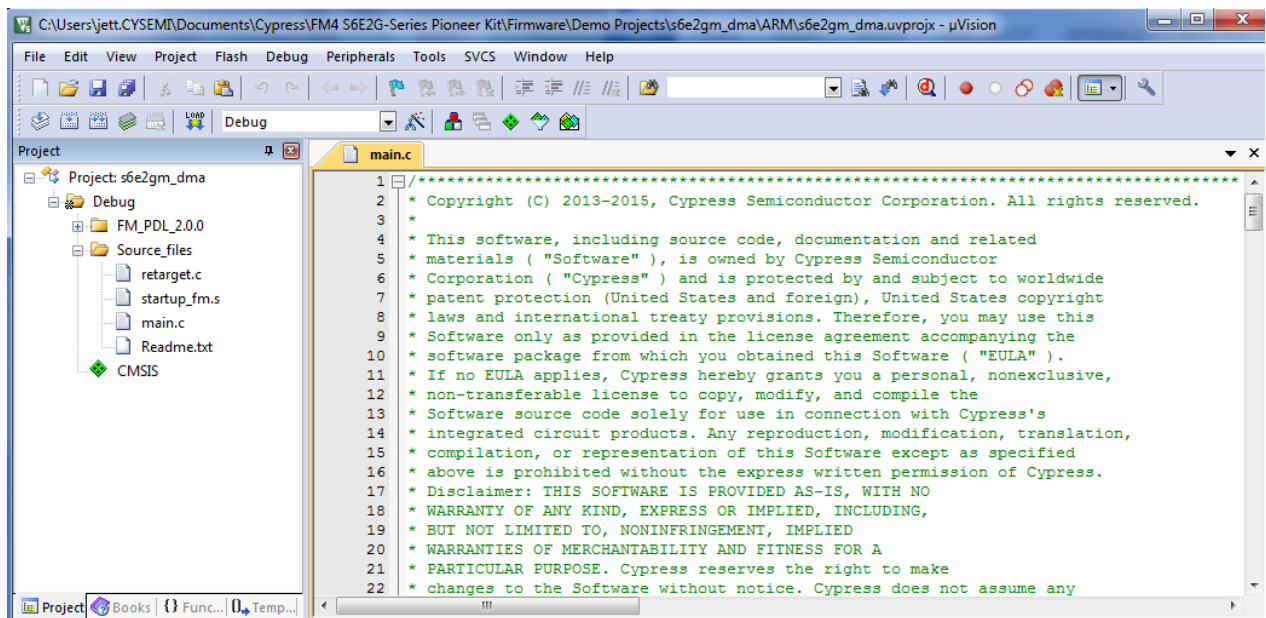 C:\Users\jett.CYSEMI\Documents\Cypress\FM4 S6E2G-Series Pioneer Kit\Firmware\Demo Projects\s6e2gm_dma\ARM\s6e2gm_dma.uvprojx - µVision
File Edit View Project Flash Debug Peripherals Tools SVCS Window Help
LOAD Debug
Project
main.c
Project: s6e2gm_dma
Debug
FM_PDL_2.0.0
Source_files
retarget.c
startup_fm.s
main.c
Readme.txt
CMSIS
1 /*************************************************************************************
2 * Copyright (C) 2013-2015, Cypress Semiconductor Corporation. All rights reserved.
3 *
4 * This software, including source code, documentation and related
5 * materials ( "Software" ), is owned by Cypress Semiconductor
6 * Corporation ( "Cypress" ) and is protected by and subject to worldwide
7 * patent protection (United States and foreign), United States copyright
8 * laws and international treaty provisions. Therefore, you may use this
9 * Software only as provided in the license agreement accompanying the
10 * software package from which you obtained this Software ( "EULA" ).
11 * If no EULA applies, Cypress hereby grants you a personal, nonexclusive,
12 * non-transferable license to copy, modify, and compile the
13 * Software source code solely for use in connection with Cypress's
14 * integrated circuit products. Any reproduction, modification, translation,
15 * compilation, or representation of this Software except as specified
16 * above is prohibited without the express written permission of Cypress.
17 * Disclaimer: THIS SOFTWARE IS PROVIDED AS-IS, WITH NO
18 * WARRANTY OF ANY KIND, EXPRESS OR IMPLIED, INCLUDING,
19 * BUT NOT LIMITED TO, NONINFRINGEMENT, IMPLIED
20 * WARRANTIES OF MERCHANTABILITY AND FITNESS FOR A
21 * PARTICULAR PURPOSE. Cypress reserves the right to make
22 * changes to the Software without notice. Cypress does not assume any
Project Books {} Func... 0 Temp...